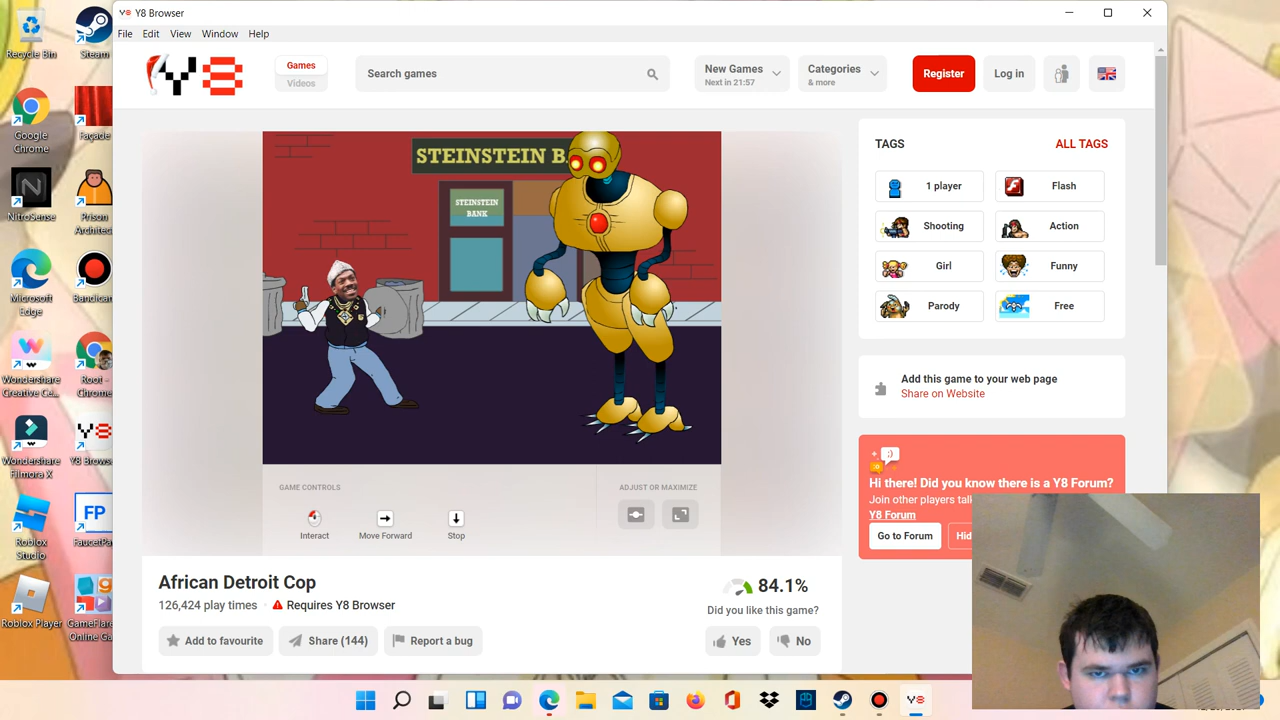 Y8 Browser
File Edit View Window Help
Recycle Bin
Steam
Google Chrome
Façade
NitroSense
Prison Architec...
Microsoft Edge
Bandicam
Wondershare Creative Ce...
Root - Chrome
Wondershare Filmora X
Y8 Browser
Roblox Studio
FP
FaucetPa
Roblox Player
GameFlare Online Ga
Y8
Games
Videos
Search games
New Games
Next in 21:57
Categories
& more
Register
Log in
STEINSTEIN B
STEINSTEIN
BANK
GAME CONTROLS
Interact
Move Forward
Stop
ADJUST OR MAXIMIZE
African Detroit Cop
126,424 play times · Requires Y8 Browser
84.1%
Did you like this game?
Add to favourite
Share (144)
Report a bug
Yes
No
TAGS
ALL TAGS
1 player
Flash
Shooting
Action
Girl
Funny
Parody
Free
Add this game to your web page
Share on Website
Hi there! Did you know there is a Y8 Forum?
Join other players tal
Y8 Forum
Go to Forum
Hid